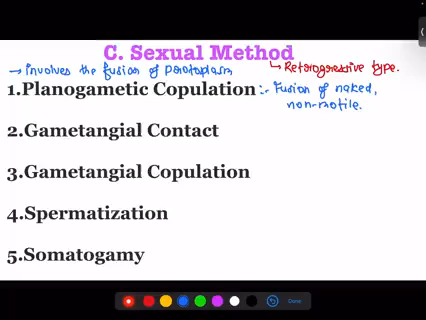 C. Sexual Method
→ involves the fusion of protoplasm
↳ Retrogressive type.
1.Planogametic Copulation :- Fusion of naked,
non-motile.
2.Gametangial Contact
3.Gametangial Copulation
4.Spermatization
5.Somatogamy
Done